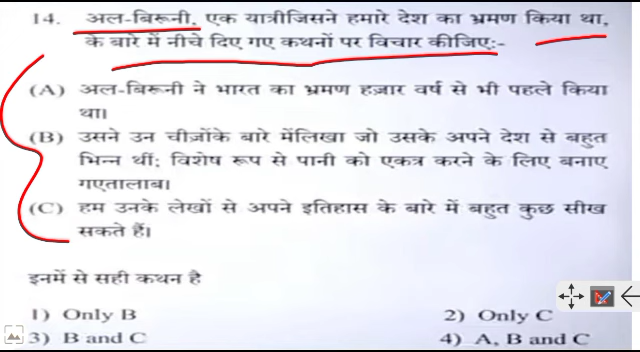 14. अल-बिरूनी, एक यात्रीजिसने हमारे देश का भ्रमण किया था,
के बारे में नीचे दिए गए कथनों पर विचार कीजिए:-
(A) अल-बिरूनी ने भारत का भ्रमण हज़ार वर्ष से भी पहले किया
था।
(B) उसने उन चीज़ोंके बारे मेंलिखा जो उसके अपने देश से बहुत
भिन्न थीं; विशेष रूप से पानी को एकत्र करने के लिए बनाए
गएतालाब।
(C) हम उनके लेखों से अपने इतिहास के बारे में बहुत कुछ सीख
सकते हैं।
इनमें से सही कथन है
1) Only B 2) Only C
3) B and C 4) A, B and C